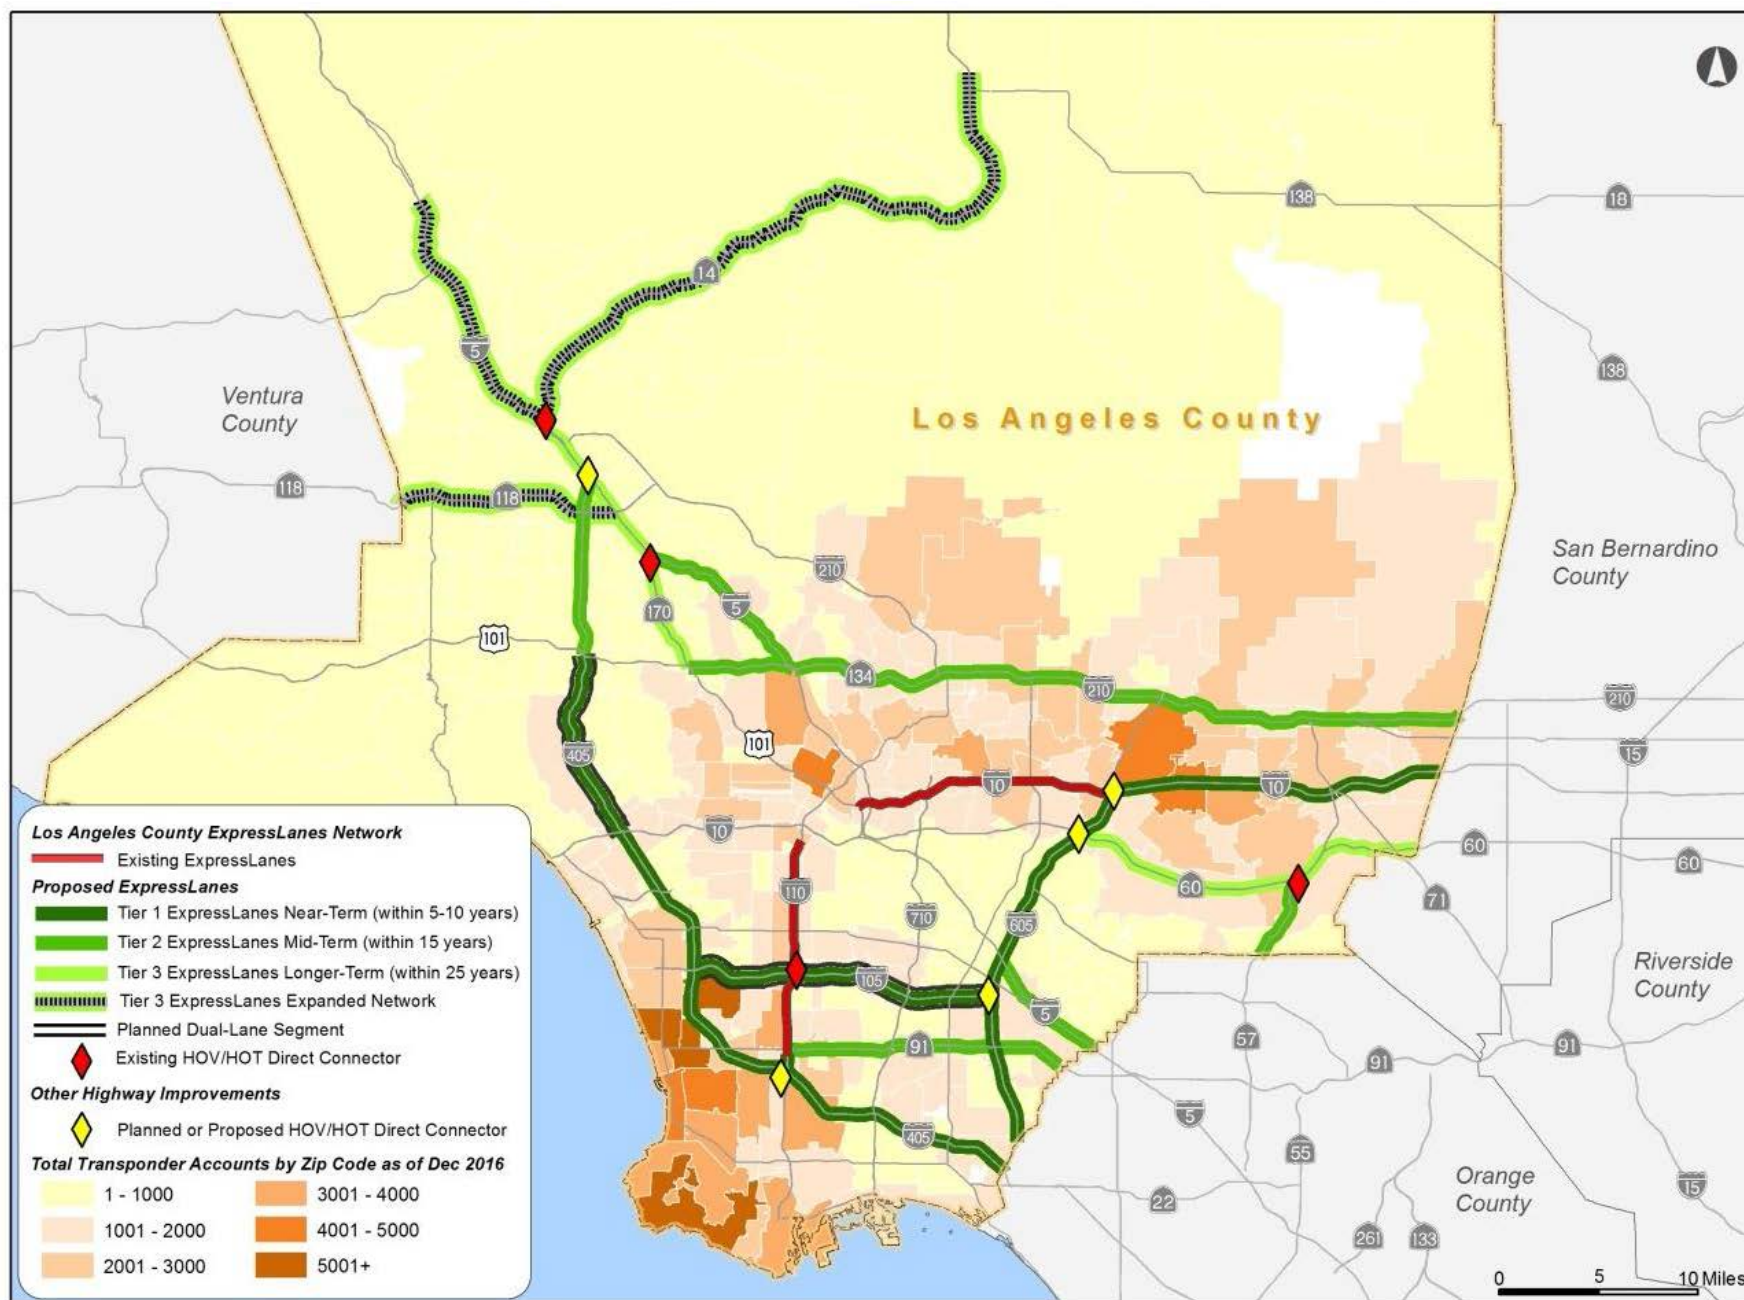 138
18
14
5
138
Ventura
County
Los Angeles County
118
118
San Bernardino
County
210
170
5
101
134
210
210
101
405
15
10
10
10
60
60
60
110
71
710
605
105
Riverside
County
5
91
57
91
91
5
405
55
Orange
County
15
22
261
133
Los Angeles County ExpressLanes Network
Existing ExpressLanes
Proposed ExpressLanes
Tier 1 ExpressLanes Near-Term (within 5-10 years)
Tier 2 ExpressLanes Mid-Term (within 15 years)
Tier 3 ExpressLanes Longer-Term (within 25 years)
Tier 3 ExpressLanes Expanded Network
Planned Dual-Lane Segment
Existing HOV/HOT Direct Connector
Other Highway Improvements
Planned or Proposed HOV/HOT Direct Connector
Total Transponder Accounts by Zip Code as of Dec 2016
1 - 1000
3001 - 4000
1001 - 2000
4001 - 5000
2001 - 3000
5001+
0 5 10 Miles